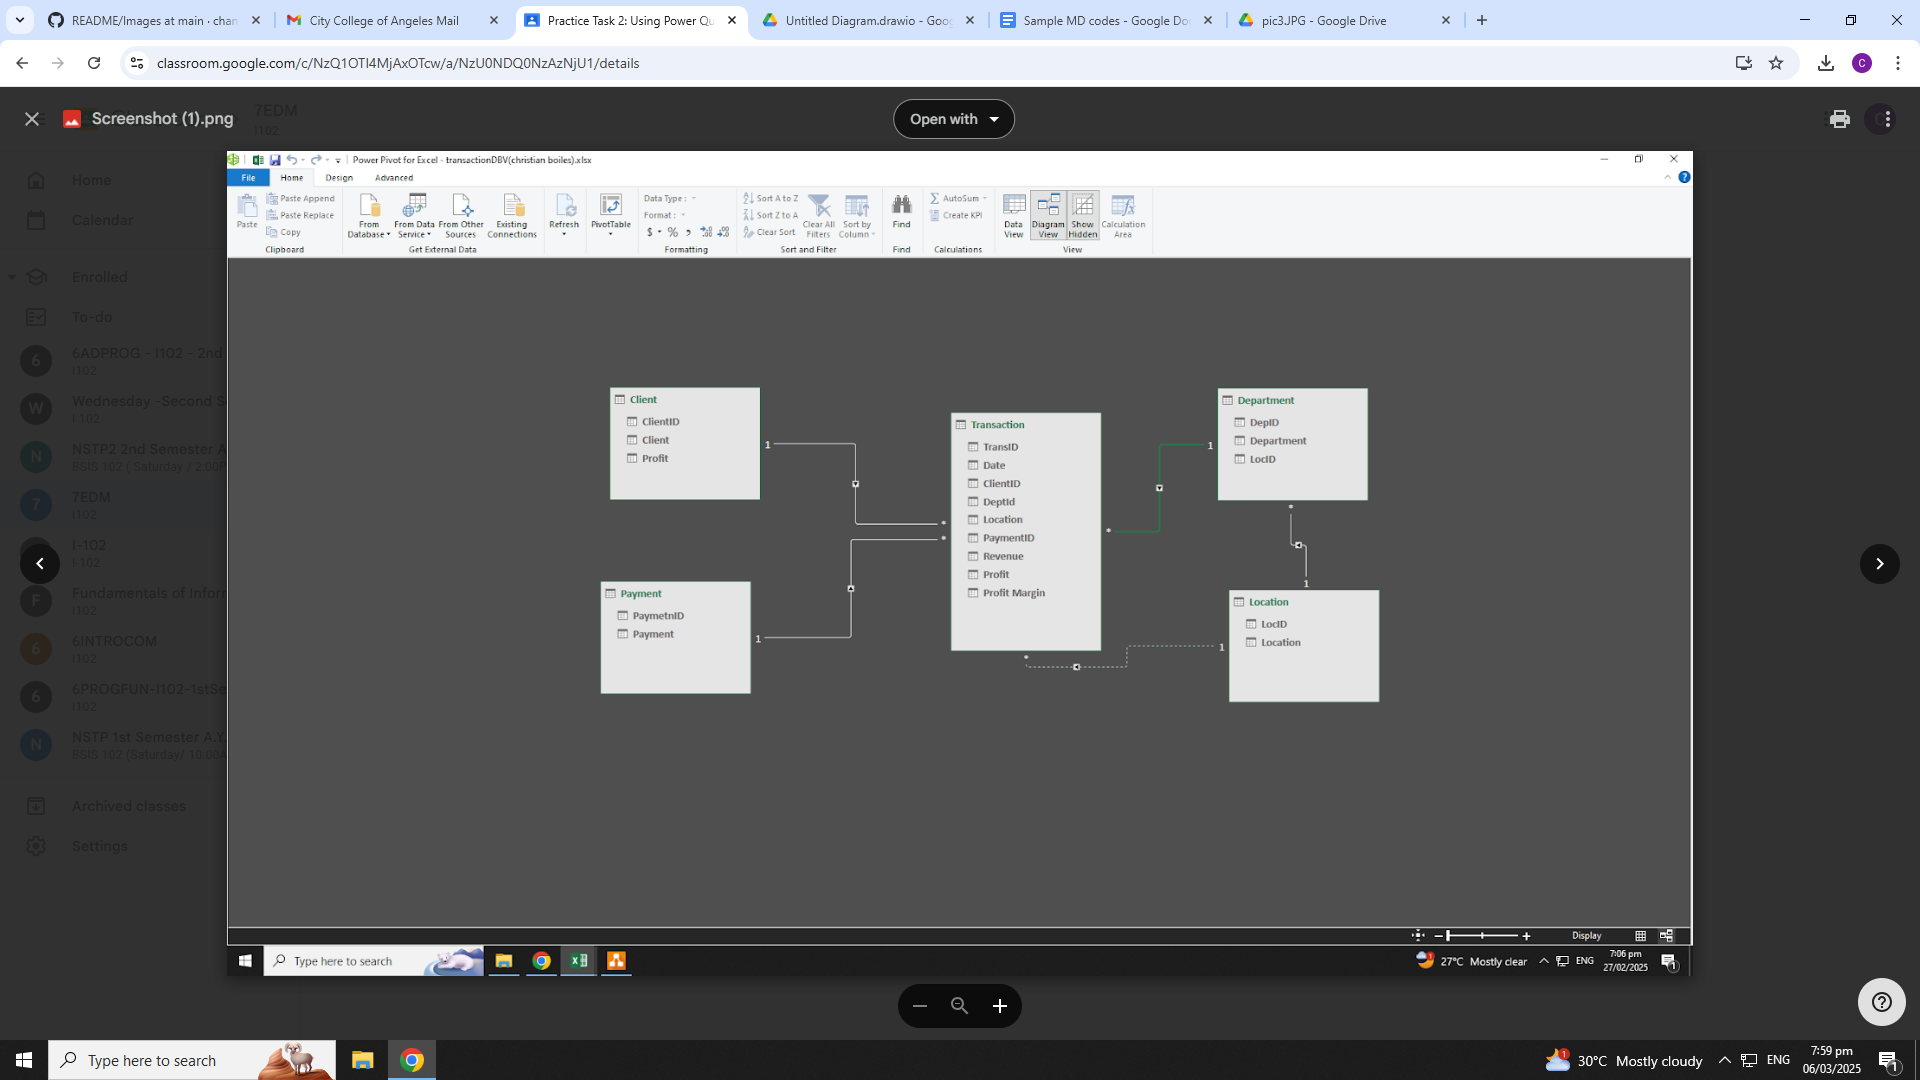 README/Images at main · chan
City College of Angeles Mail
Practice Task 2: Using Power Qu
Untitled Diagram.drawio - Goog
Sample MD codes - Google Doc
pic3.JPG - Google Drive
classroom.google.com/c/NzQ1OTI4MjAxOTcw/a/NzU0NDQ0NzAzNjU1/details
C
Screenshot (1).png
7EDM
I102
Open with
Home
Calendar
Enrolled
To-do
6 6ADPROG - I102 - 2nd
I102
W Wednesday -Second S
I 102
N NSTP2 2nd Semester A
BSIS 102 ( Saturday / 2:00P
7 7EDM
I102
I-102
I-102
F Fundamentals of Inforr
I102
6 6INTROCOM
I102
6 6PROGFUN-I102-1stSe
I102
N NSTP 1st Semester A.Y.
BSIS 102 (Saturday/ 10:00A
Archived classes
Settings
Power Pivot for Excel - transactionDBV(christian boiles).xlsx
File Home Design Advanced
Paste
Paste Append
Paste Replace
Copy
Clipboard
From Database
From Data Service
From Other Sources
Existing Connections
Get External Data
Refresh
PivotTable
Data Type :
Format :
$ % ,
Formatting
Sort A to Z
Sort Z to A
Clear Sort
Clear All Filters
Sort by Column
Sort and Filter
Find
Find
AutoSum
Create KPI
Calculations
Data View
Diagram View
Show Hidden
Calculation Area
View
Client
ClientID
Client
Profit
1
*
Payment
PaymetnID
Payment
1
*
Transaction
TransID
Date
ClientID
DeptId
Location
PaymentID
Revenue
Profit
Profit Margin
*
1
Department
DepID
Department
LocID
*
1
Location
LocID
Location
*
1
Display
Type here to search
27°C Mostly clear
ENG
7:06 pm
27/02/2025
1
Type here to search
30°C Mostly cloudy
ENG
7:59 pm
06/03/2025
1